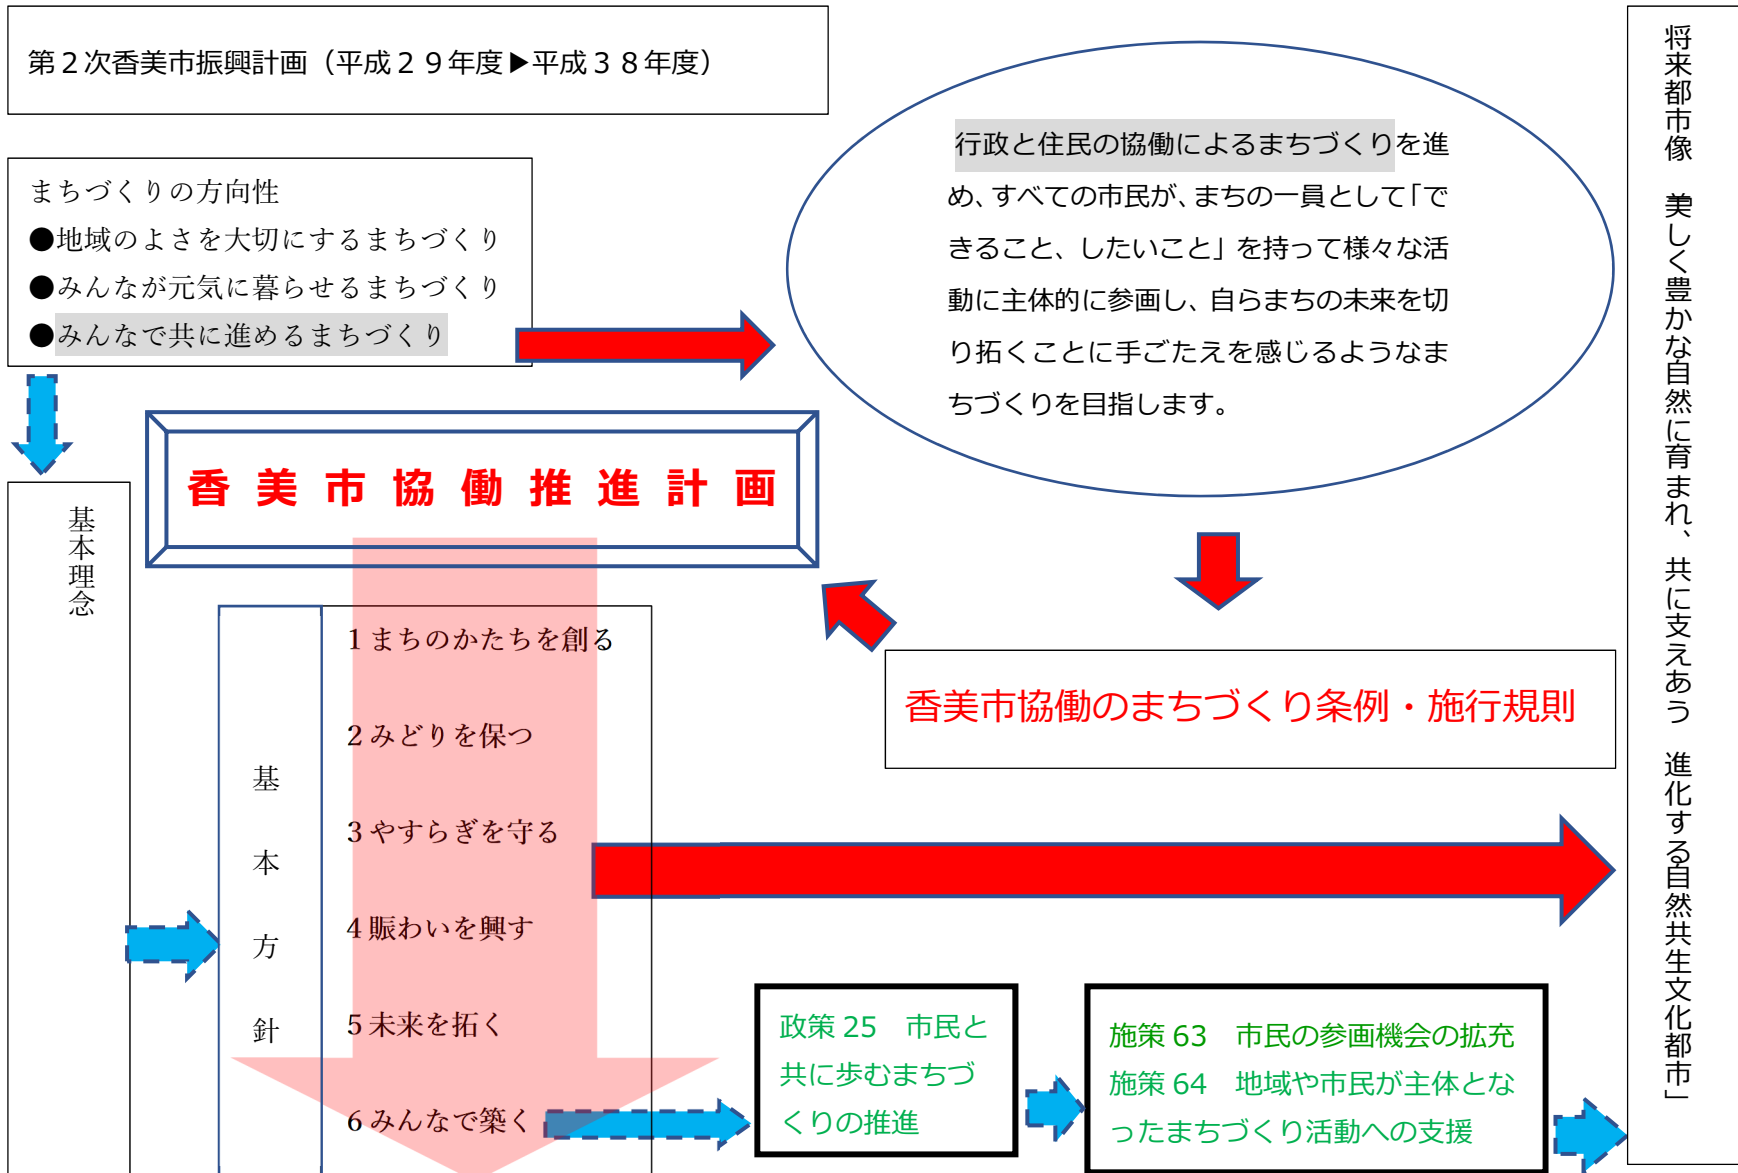 第２次香美市振興計画（平成２９年度▶平成３８年度）
まちづくりの方向性
●地域のよさを大切にするまちづくり
●みんなが元気に暮らせるまちづくり
●みんなで共に進めるまちづくり
行政と住民の協働によるまちづくりを進
め、すべての市民が、まちの一員として「で
きること、したいこと」を持って様々な活
動に主体的に参画し、自らまちの未来を切
り拓くことに手ごたえを感じるようなま
ちづくりを目指します。
香美市協働推進計画
香美市協働のまちづくり条例・施行規則
基本理念
基本方針
1 まちのかたちを創る
2 みどりを保つ
3 やすらぎを守る
4 賑わいを興す
5 未来を拓く
6 みんなで築く
政策 25　市民と
共に歩むまちづ
くりの推進
施策 63　市民の参画機会の拡充
施策 64　地域や市民が主体とな
ったまちづくり活動への支援
将来都市像　「美しく豊かな自然に育まれ、共に支えあう　進化する自然共生文化都市」